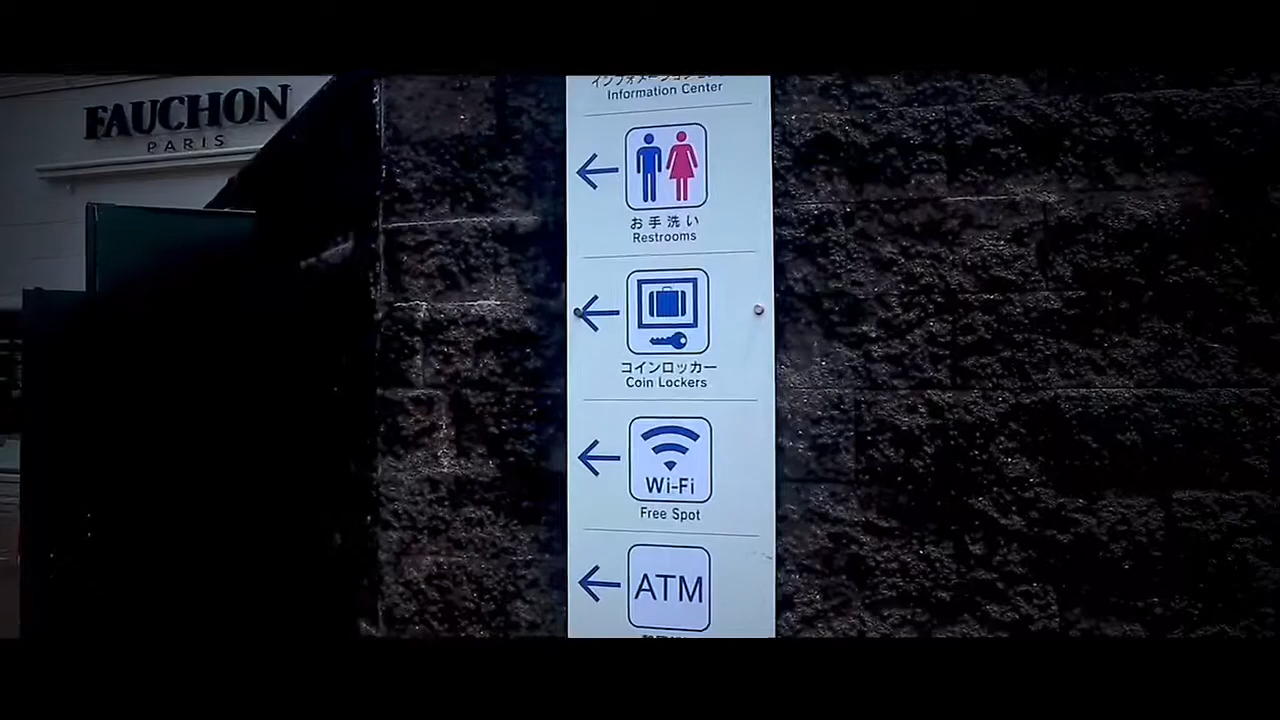 FAUCHON
PARIS
Information Center
お手洗い
Restrooms
コインロッカー
Coin Lockers
Wi-Fi
Free Spot
ATM